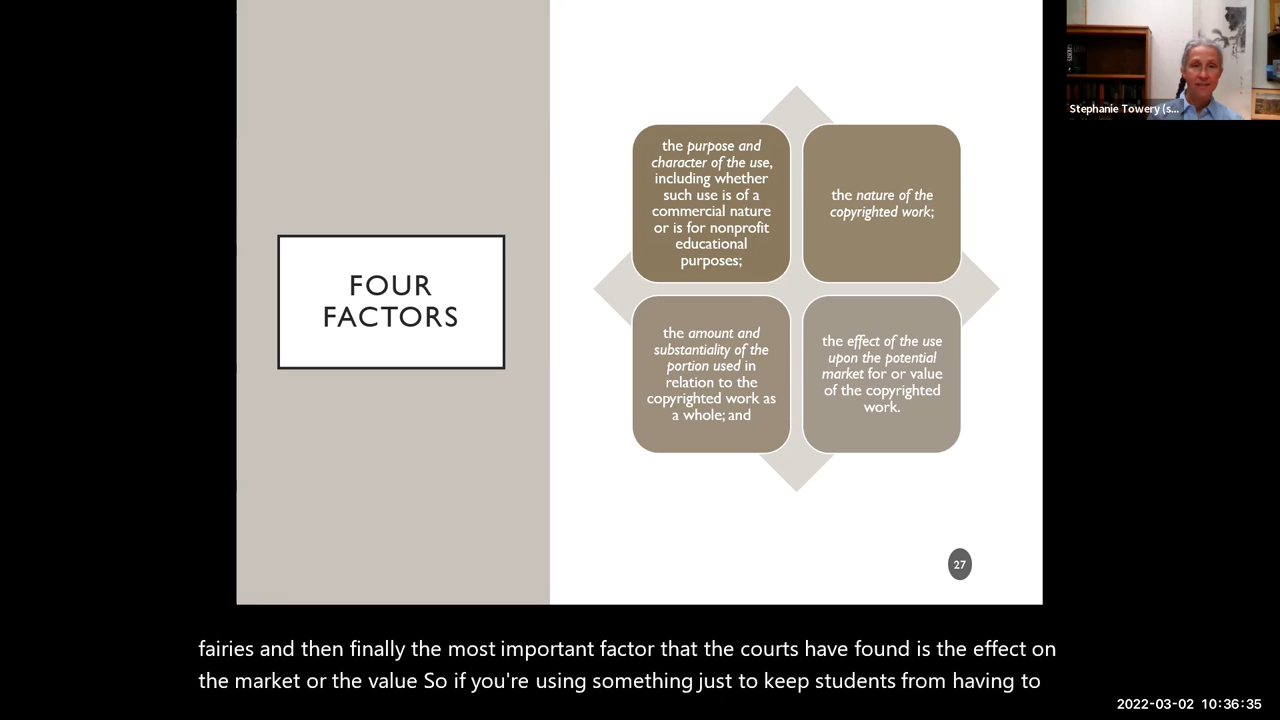 FOUR
FACTORS
the purpose and
character of the use,
including whether
such use is of a
commercial nature
or is for nonprofit
educational
purposes;
the nature of the
copyrighted work;
the amount and
substantiality of the
portion used in
relation to the
copyrighted work as
a whole; and
the effect of the use
upon the potential
market for or value
of the copyrighted
work.
27
Stephanie Towery (s...
fairies and then finally the most important factor that the courts have found is the effect on
the market or the value So if you're using something just to keep students from having to
2022-03-02 10:36:35